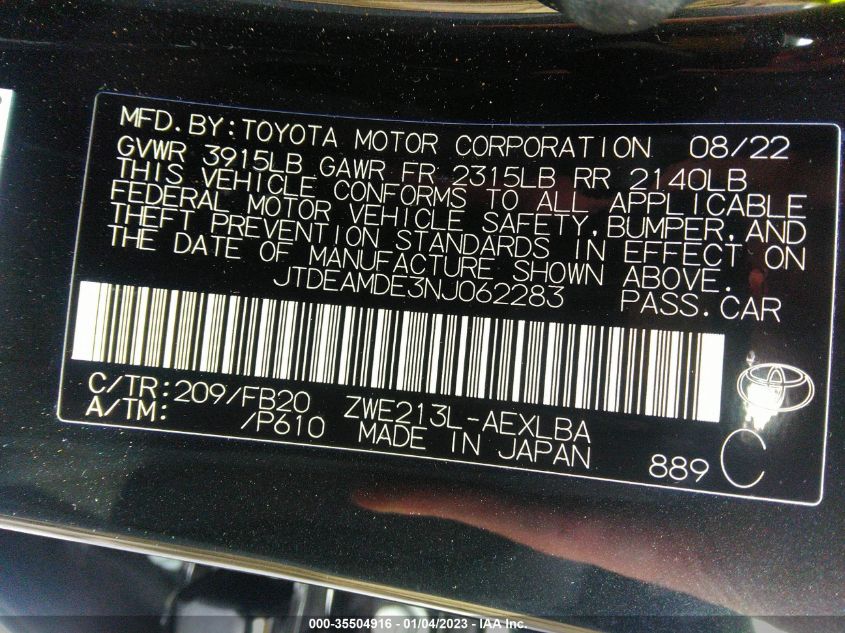 MFD.BY:TOYOTA MOTOR CORPORATION 08/22
GVWR 3915LB GAWR FR 2315LB RR 2140LB
THIS VEHICLE CONFORMS TO ALL APPLICABLE
FEDERAL MOTOR VEHICLE SAFETY,BUMPER,AND
THEFT PREVENTION STANDARDS IN EFFECT ON
THE DATE OF MANUFACTURE SHOWN ABOVE.
JTDEAMDE3NJ062283 PASS.CAR
C/TR:209/FB20 ZWE213L-AEXLBA
A/TM: /P610 MADE IN JAPAN 889 C
000-35504916 - 01/04/2023 - IAA Inc.